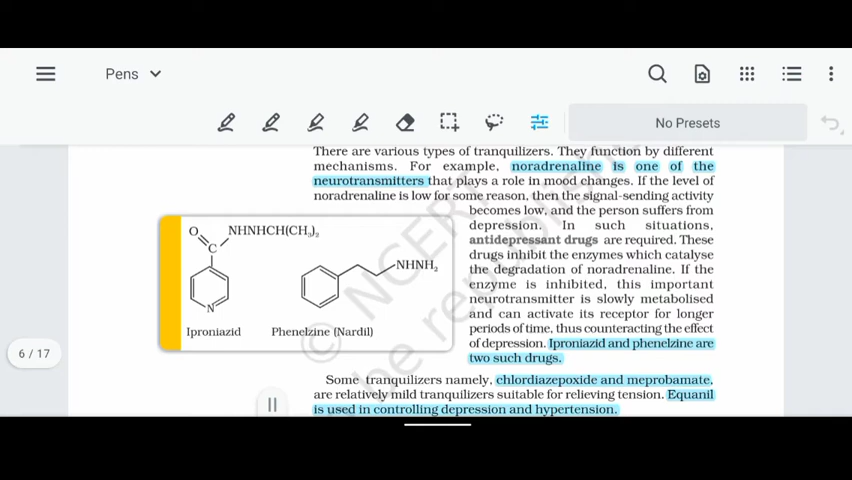 Pens
No Presets
There are various types of tranquilizers. They function by different
mechanisms. For example, noradrenaline is one of the
neurotransmitters that plays a role in mood changes. If the level of
noradrenaline is low for some reason, then the signal-sending activity
becomes low, and the person suffers from
depression. In such situations,
antidepressant drugs are required. These
drugs inhibit the enzymes which catalyse
the degradation of noradrenaline. If the
enzyme is inhibited, this important
neurotransmitter is slowly metabolised
and can activate its receptor for longer
periods of time, thus counteracting the effect
of depression. Iproniazid and phenelzine are
two such drugs.
O
NHNHCH(CH₃)₂
C
NHNH₂
N
Iproniazid Phenelzine (Nardil)
6 / 17
Some tranquilizers namely, chlordiazepoxide and meprobamate,
are relatively mild tranquilizers suitable for relieving tension. Equanil
is used in controlling depression and hypertension.
© NCERT
be republished